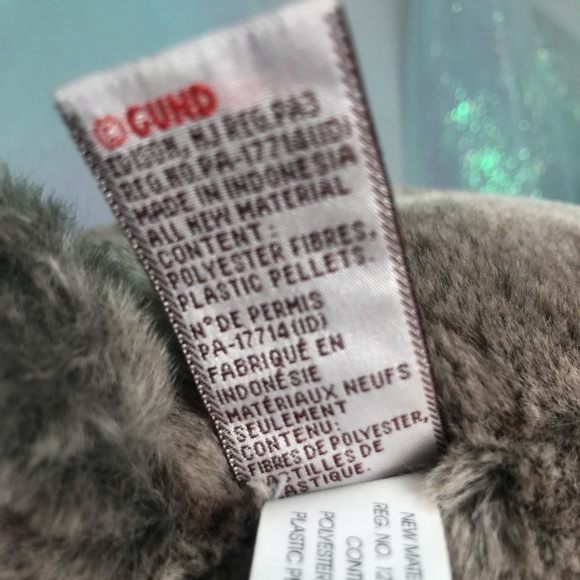 © GUND
EDISON, NJ REG.PA3
REG.NO.PA-17714(ID)
MADE IN INDONESIA
ALL NEW MATERIAL
CONTENT:
POLYESTER FIBRES,
PLASTIC PELLETS.
N° DE PERMIS
PA-17714(ID)
FABRIQUÉ EN
INDONÉSIE
MATÉRIAUX NEUFS
SEULEMENT
CONTENU:
FIBRES DE POLYESTER,
ASTILLES DE
ASTIQUE.
NEW MATE
REG. NO. 12
CONT
POLYESTER
PLASTIC P